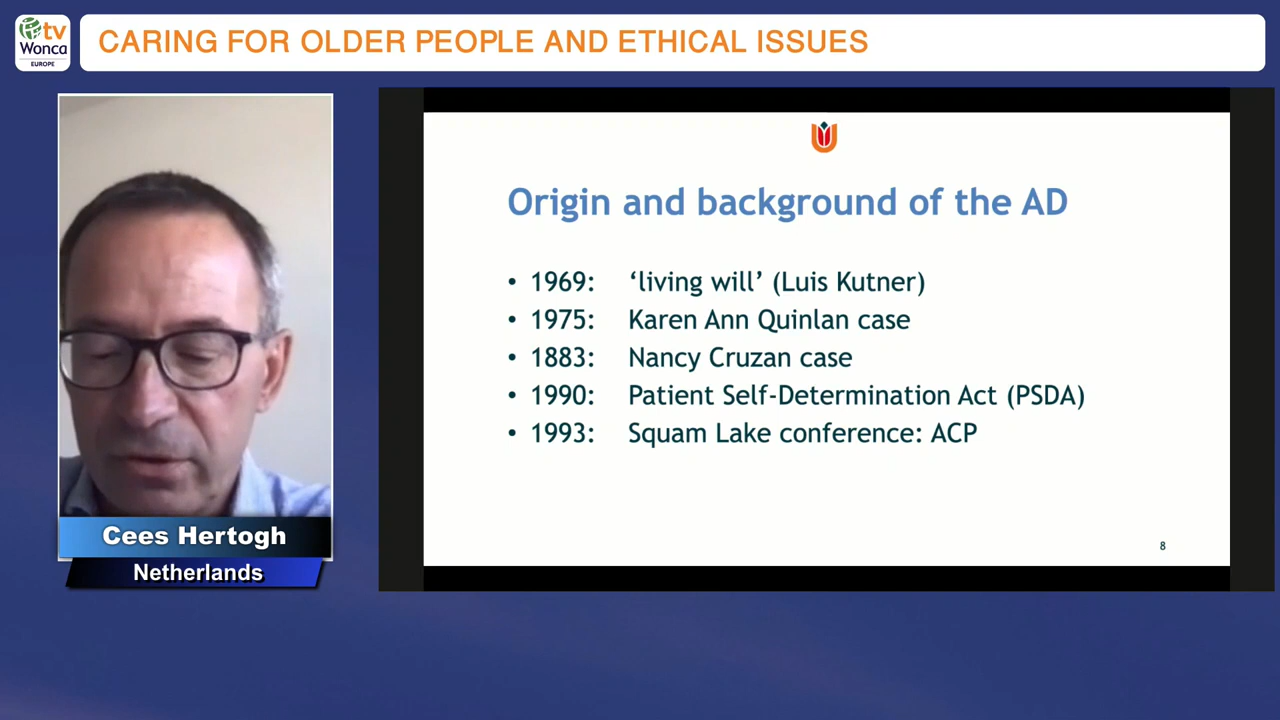 tv
Wonca
EUROPE
CARING FOR OLDER PEOPLE AND ETHICAL ISSUES
Origin and background of the AD
• 1969: ‘living will’ (Luis Kutner)
• 1975: Karen Ann Quinlan case
• 1883: Nancy Cruzan case
• 1990: Patient Self-Determination Act (PSDA)
• 1993: Squam Lake conference: ACP
8
Cees Hertogh
Netherlands